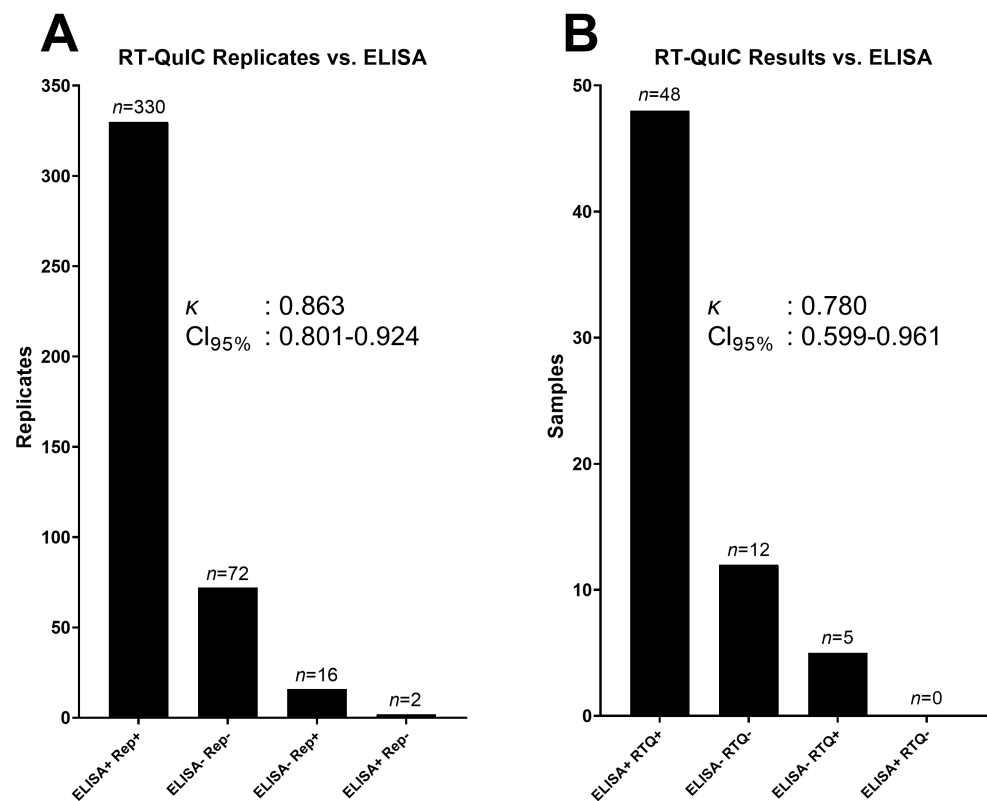 A
RT-QuIC Replicates vs. ELISA
350
300
250
200
150
100
50
0
Replicates
n=330
n=72
n=16
n=2
κ : 0.863
CI95% : 0.801-0.924
ELISA+ Rep+
ELISA- Rep-
ELISA- Rep+
ELISA+ Rep-
B
RT-QuIC Results vs. ELISA
50
40
30
20
10
0
Samples
n=48
n=12
n=5
n=0
κ : 0.780
CI95% : 0.599-0.961
ELISA+ RTQ+
ELISA- RTQ-
ELISA- RTQ+
ELISA+ RTQ-